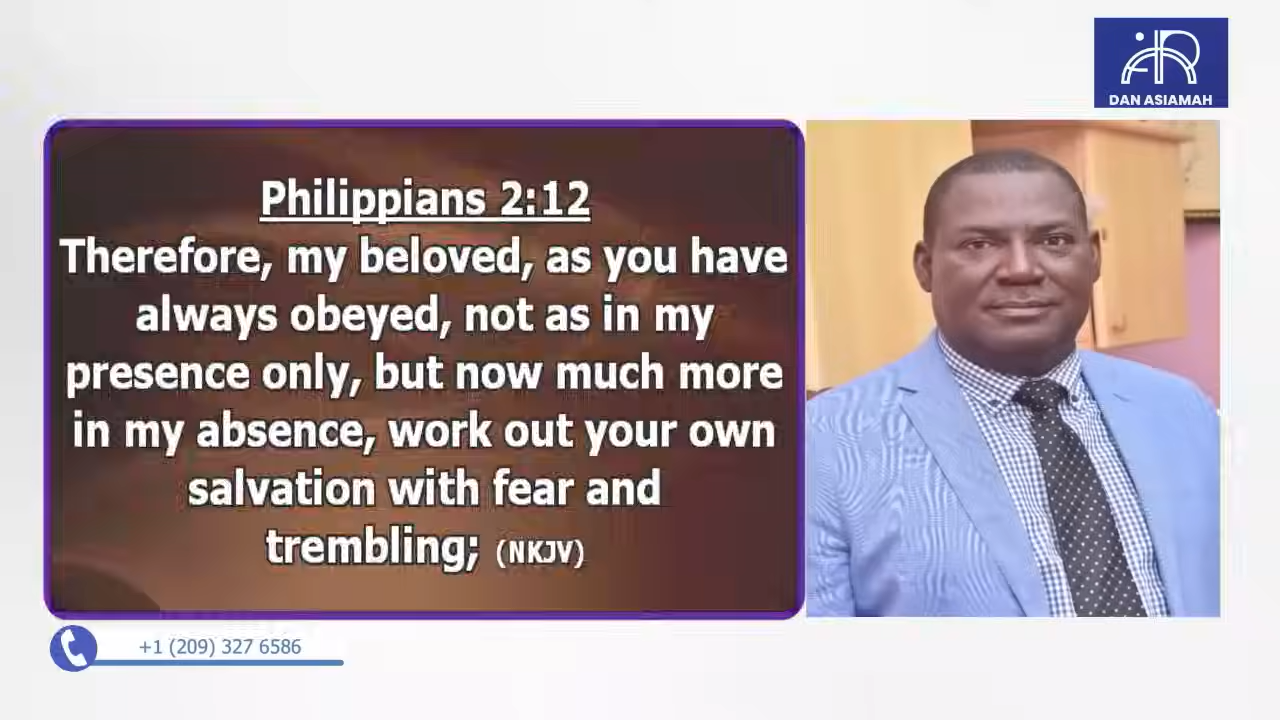 DAN ASIAMAH
Philippians 2:12
Therefore, my beloved, as you have
always obeyed, not as in my
presence only, but now much more
in my absence, work out your own
salvation with fear and
trembling; (NKJV)
+1 (209) 327 6586